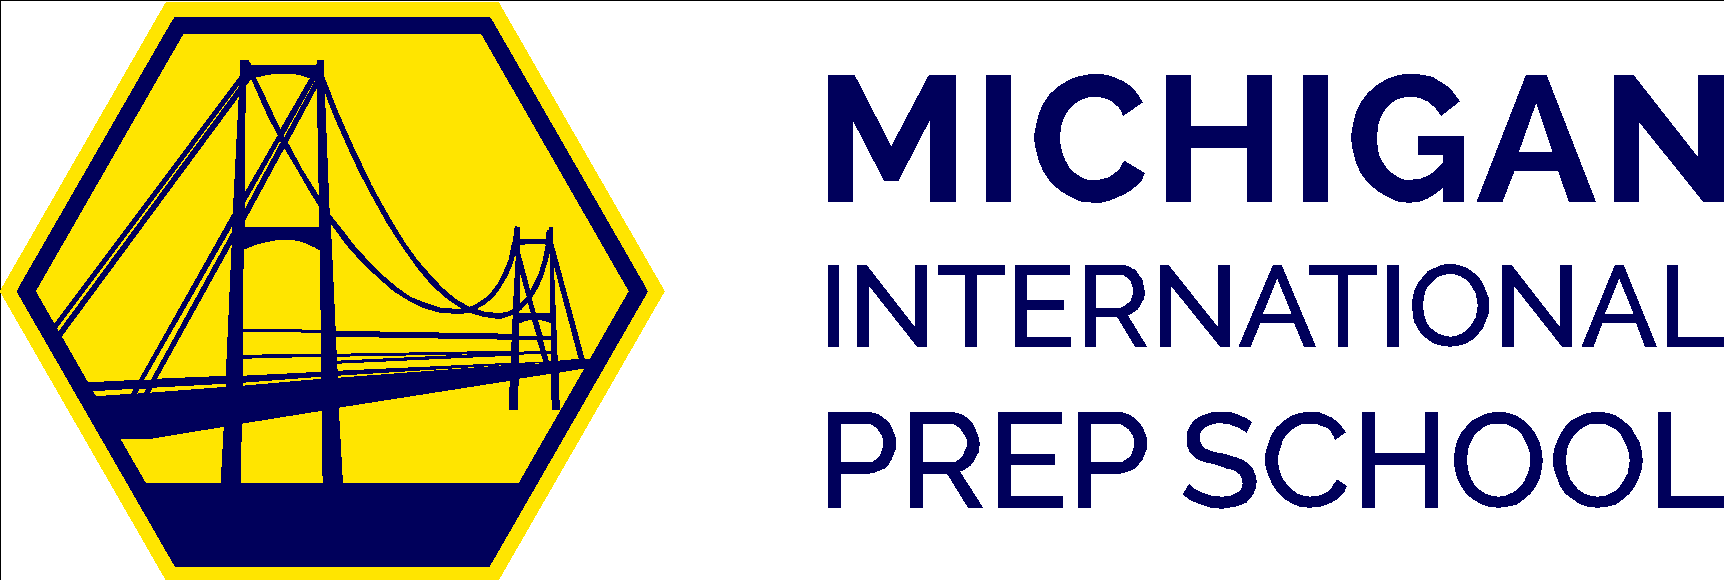 MICHIGAN
INTERNATIONAL
PREP SCHOOL